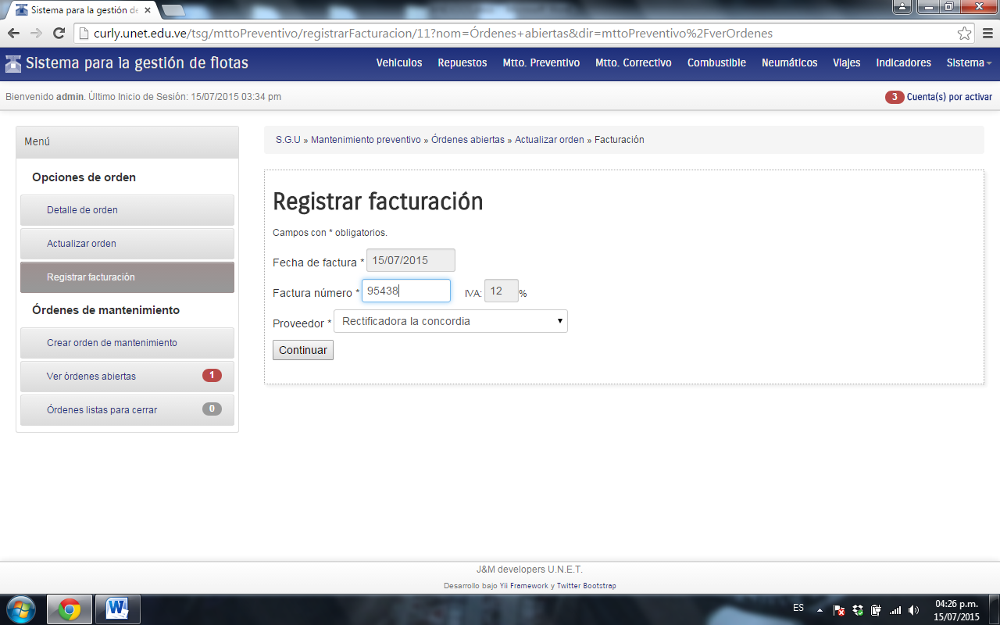 Sistema para la gestión de
curly.unet.edu.ve/tsg/mttoPreventivo/registrarFacturacion/11?nom=Órdenes+abiertas&dir=mttoPreventivo%2FverOrdenes
Sistema para la gestión de flotas
Vehiculos Repuestos Mtto. Preventivo Mtto. Correctivo Combustible Neumáticos Viajes Indicadores Sistema
Bienvenido admin. Último Inicio de Sesión: 15/07/2015 03:34 pm
3 Cuenta(s) por activar
Menú
Opciones de orden
Detalle de orden
Actualizar orden
Registrar facturación
Órdenes de mantenimiento
Crear orden de mantenimiento
Ver órdenes abiertas 1
Órdenes listas para cerrar 0
S.G.U » Mantenimiento preventivo » Órdenes abiertas » Actualizar orden » Facturación
Registrar facturación
Campos con * obligatorios.
Fecha de factura * 15/07/2015
Factura número * 95438 IVA: 12 %
Proveedor * Rectificadora la concordia
Continuar
J&M developers U.N.E.T.
Desarrollo bajo Yii Framework y Twitter Bootstrap
ES
04:26 p.m.
15/07/2015